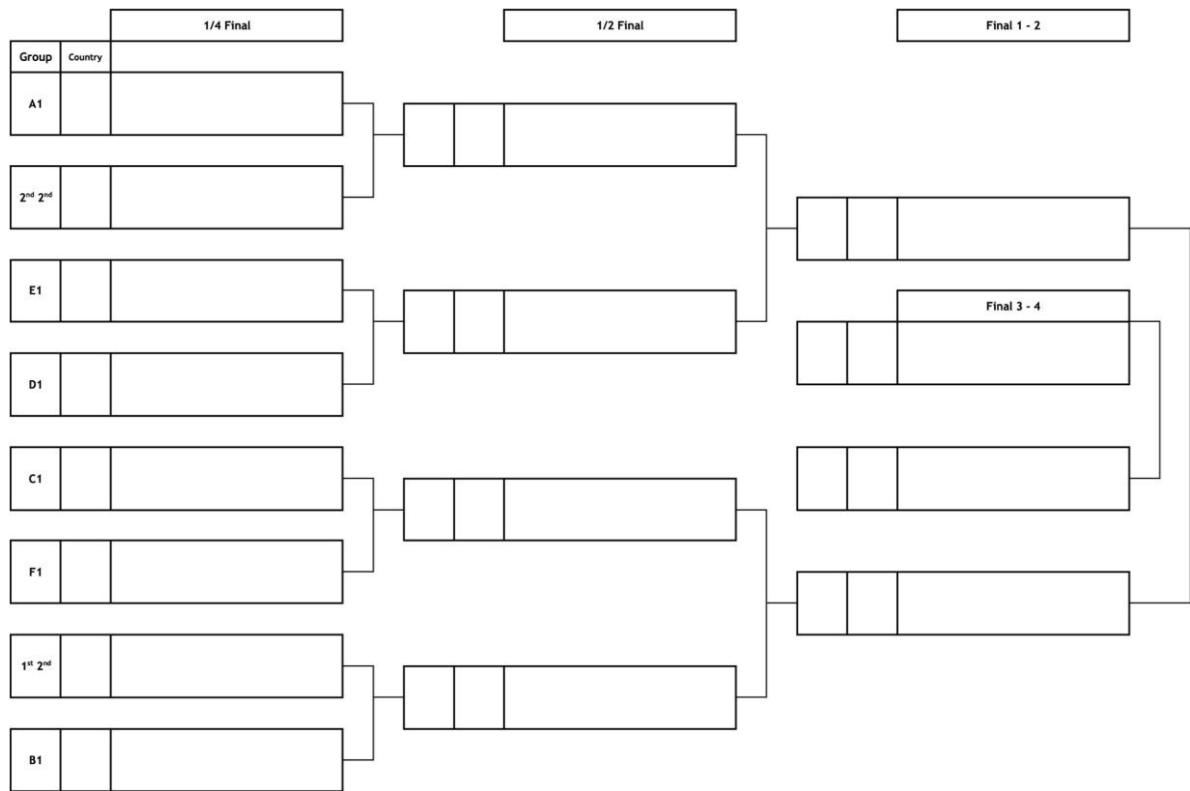 1/4 Final
1/2 Final
Final 1 - 2
Group Country
A1
2nd 2nd
E1
Final 3 - 4
D1
C1
F1
1st 2nd
B1